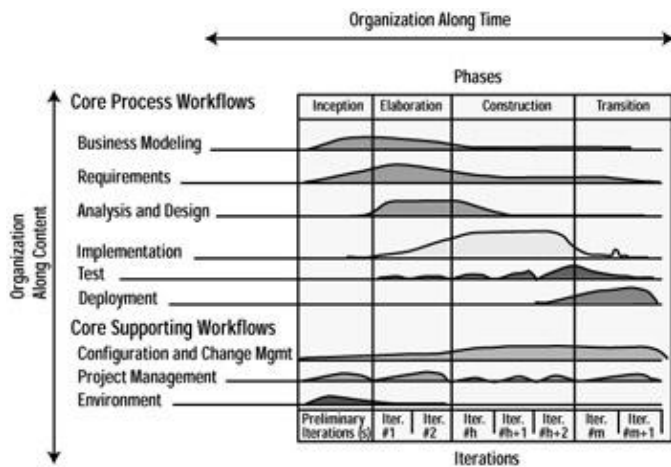 Organization Along Time
Phases
Core Process Workflows
Inception Elaboration Construction Transition
Business Modeling
Requirements
Analysis and Design
Implementation
Test
Deployment
Organization
Along Content
Core Supporting Workflows
Configuration and Change Mgmt
Project Management
Environment
Preliminary
Iterations (s)
Iter.
#1
Iter.
#2
Iter.
#h
Iter.
#h+1
Iter.
#h+2
Iter.
#m
Iter.
#m+1
Iterations